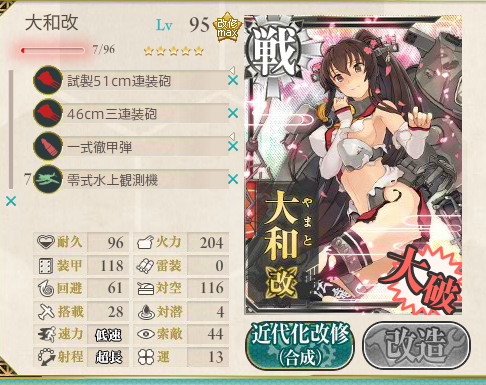 大和改 Lv 95 改修max
7/96
試製51cm連装砲
46cm三連装砲
一式徹甲弾
7 零式水上観測機
耐久 96 火力 204
装甲 118 雷装 0
回避 61 対空 116
搭載 28 対潜 4
速力 低速 索敵 44
射程 超長 運 13
戦
やまと
大和改
大破
近代化改修
(合成)
改造